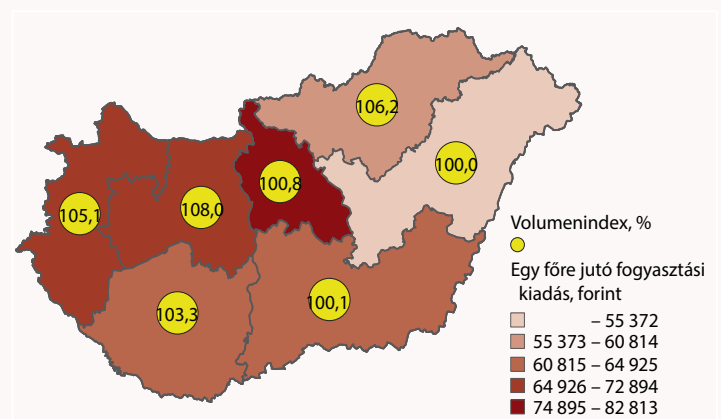 106,2
100,0
100,8
105,1
108,0
103,3
100,1
Volumenindex, %
Egy főre jutó fogyasztási
kiadás, forint
– 55 372
55 373 – 60 814
60 815 – 64 925
64 926 – 72 894
74 895 – 82 813